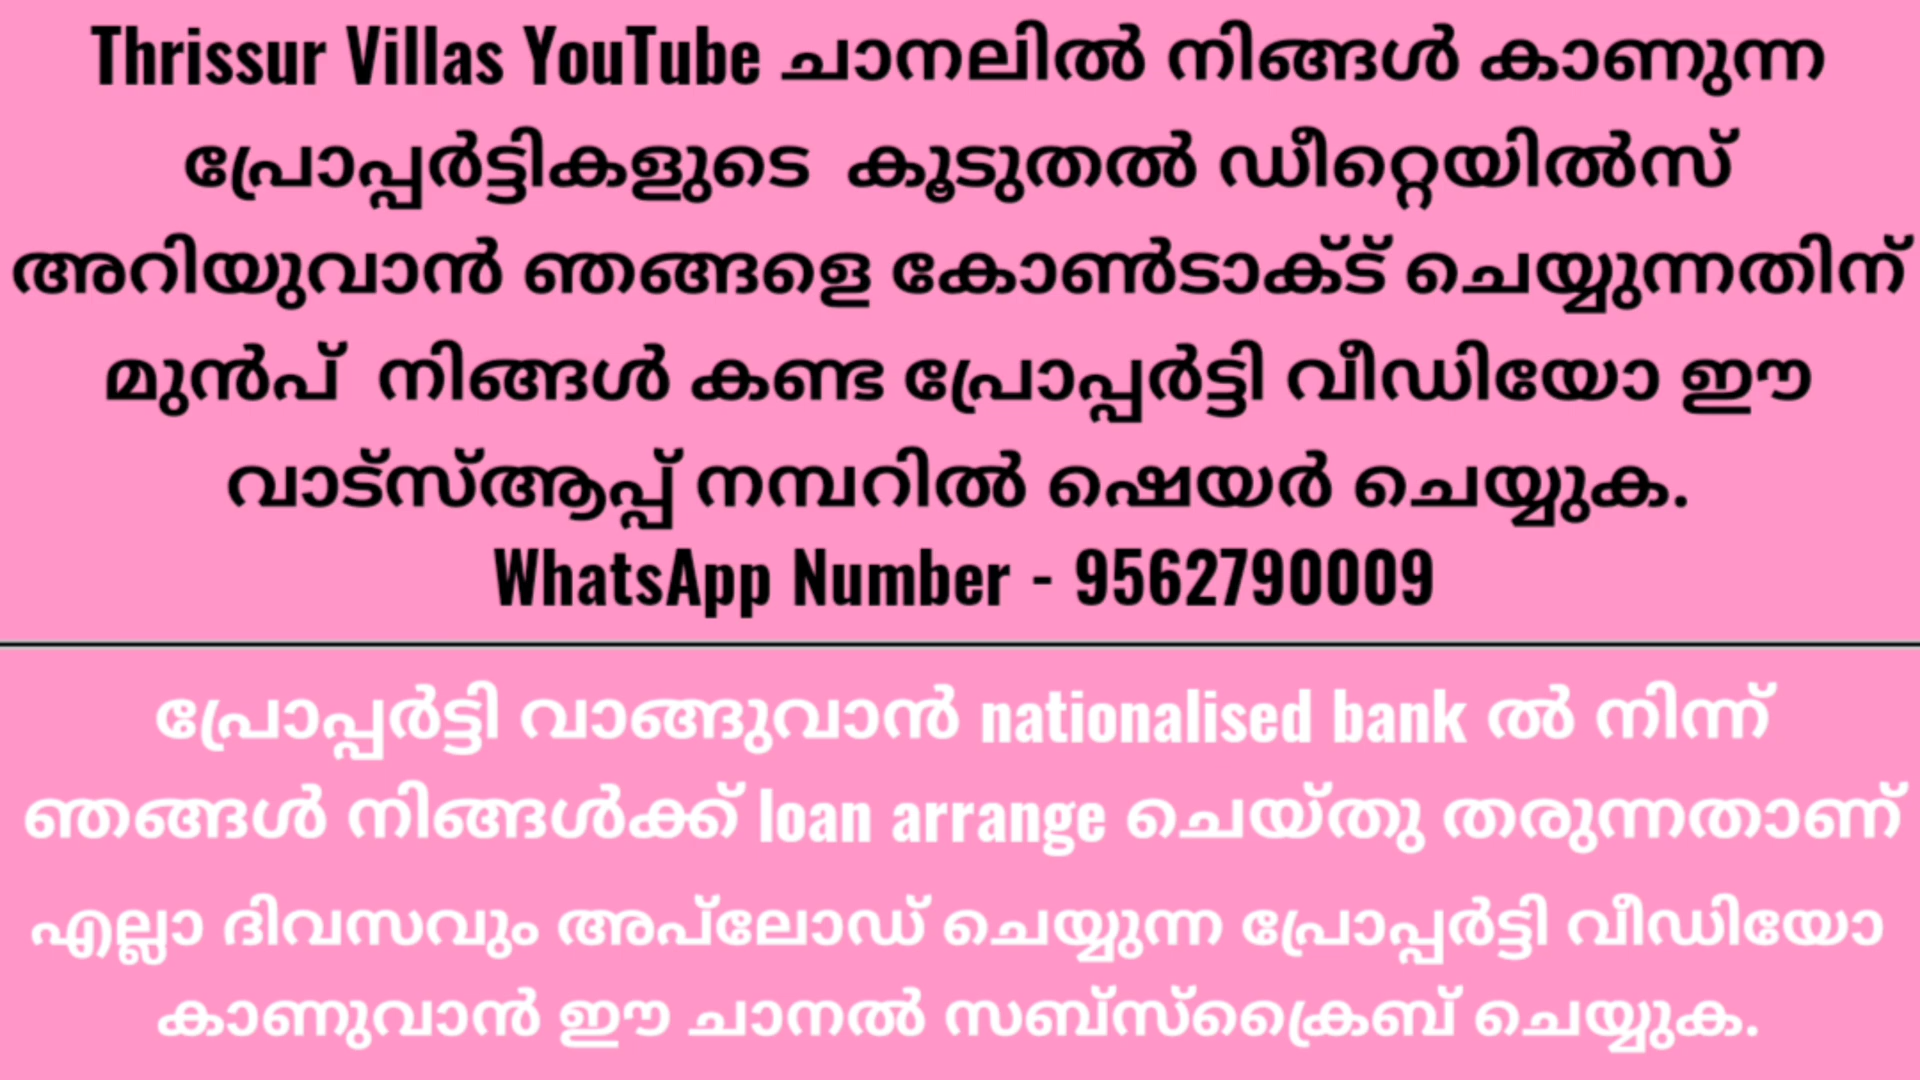 Thrissur Villas YouTube ചാനലിൽ നിങ്ങൾ കാണുന്ന
പ്രോപ്പർട്ടികളുടെ കൂടുതൽ ഡീറ്റെയിൽസ്
അറിയുവാൻ ഞങ്ങളെ കോൺടാക്ട് ചെയ്യുന്നതിന്
മുൻപ് നിങ്ങൾ കണ്ട പ്രോപ്പർട്ടി വീഡിയോ ഈ
വാട്സ്ആപ്പ് നമ്പറിൽ ഷെയർ ചെയ്യുക.
WhatsApp Number - 9562790009
പ്രോപ്പർട്ടി വാങ്ങുവാൻ nationalised bank ൽ നിന്ന്
ഞങ്ങൾ നിങ്ങൾക്ക് loan arrange ചെയ്തു തരുന്നതാണ്
എല്ലാ ദിവസവും അപ്‌ലോഡ് ചെയ്യുന്ന പ്രോപ്പർട്ടി വീഡിയോ
കാണുവാൻ ഈ ചാനൽ സബ്സ്ക്രൈബ് ചെയ്യുക.